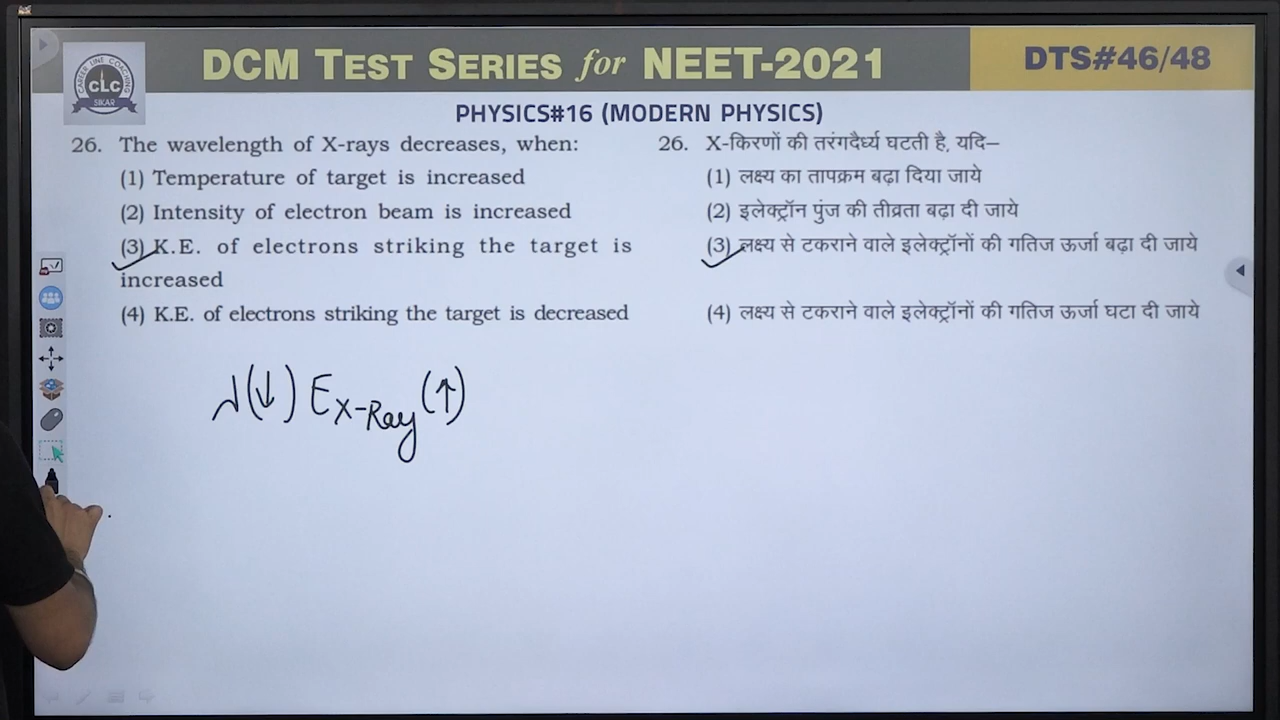 DCM TEST SERIES for NEET-2021
DTS#46/48
CAREER LINE COACHING
CLC
SIKAR
PHYSICS#16 (MODERN PHYSICS)
26. The wavelength of X-rays decreases, when:
(1) Temperature of target is increased
(2) Intensity of electron beam is increased
(3) K.E. of electrons striking the target is
increased
(4) K.E. of electrons striking the target is decreased
26. X-किरणों की तरंगदैर्ध्य घटती है, यदि–
(1) लक्ष्य का तापक्रम बढ़ा दिया जाये
(2) इलेक्ट्रॉन पुंज की तीव्रता बढ़ा दी जाये
(3) लक्ष्य से टकराने वाले इलेक्ट्रॉनों की गतिज ऊर्जा बढ़ा दी जाये
(4) लक्ष्य से टकराने वाले इलेक्ट्रॉनों की गतिज ऊर्जा घटा दी जाये
λ(↓) E X-Ray (↑)